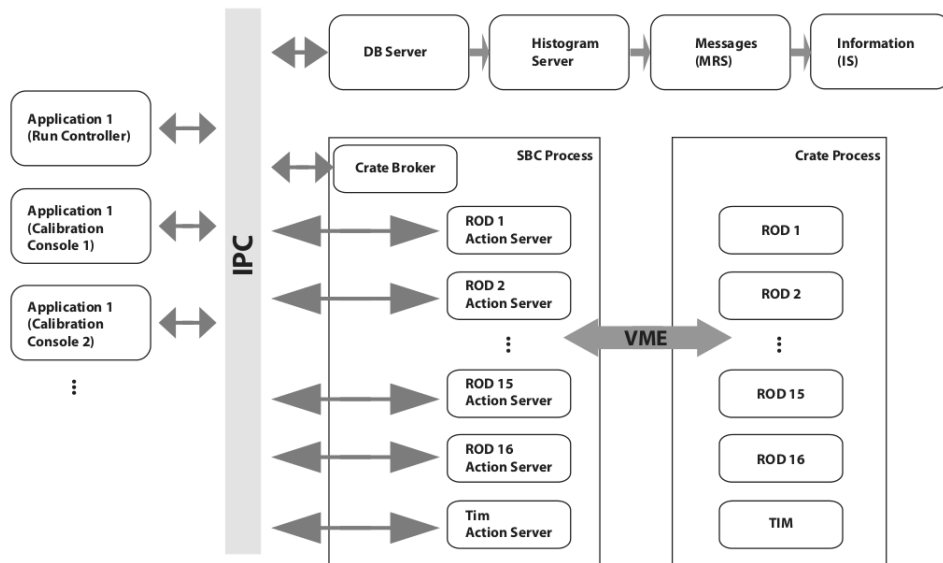 DB Server
Histogram
Server
Messages
(MRS)
Information
(IS)
Application 1
(Run Controller)
Application 1
(Calibration
Console 1)
Application 1
(Calibration
Console 2)
...
IPC
SBC Process
Crate Broker
ROD 1
Action Server
ROD 2
Action Server
...
ROD 15
Action Server
ROD 16
Action Server
Tim
Action Server
VME
Crate Process
ROD 1
ROD 2
...
ROD 15
ROD 16
TIM